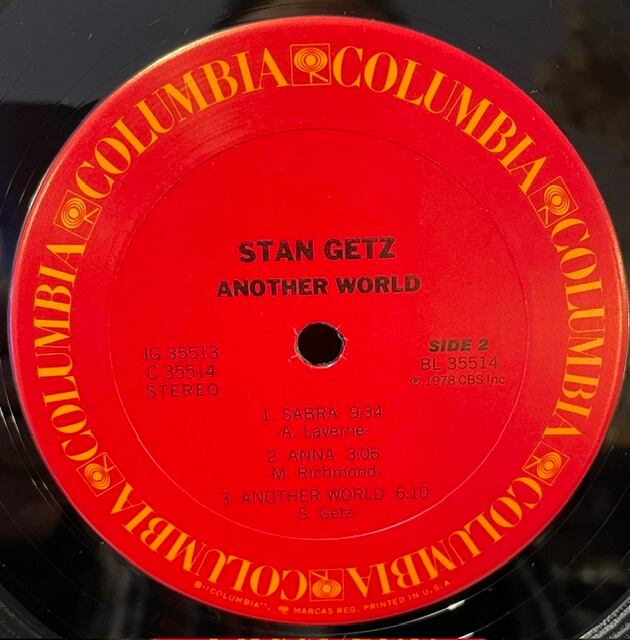 COLUMBIA COLUMBIA COLUMBIA COLUMBIA COLUMBIA COLUMBIA COLUMBIA
STAN GETZ
ANOTHER WORLD
JG 35513
C 35514
STEREO
SIDE 2
BL 35514
℗ 1978 CBS Inc.
1. SABRA 9:34
-A. Laverne-
2. ANNA 3:06
-M. Richmond-
3. ANOTHER WORLD 6:10
-S. Getz-
®"COLUMBIA", MARCAS REG. PRINTED IN U.S.A.